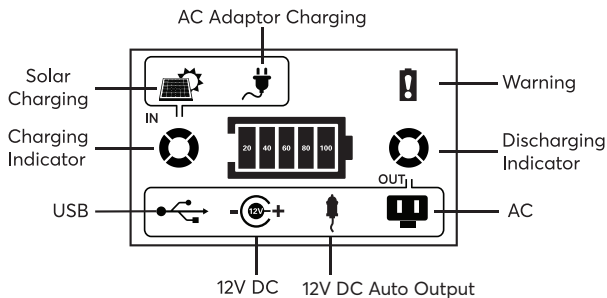 AC Adaptor Charging
Solar
Charging
Warning
IN
Charging
Indicator
20 40 60 80 100
Discharging
Indicator
OUT
USB
12V
AC
12V DC
12V DC Auto Output